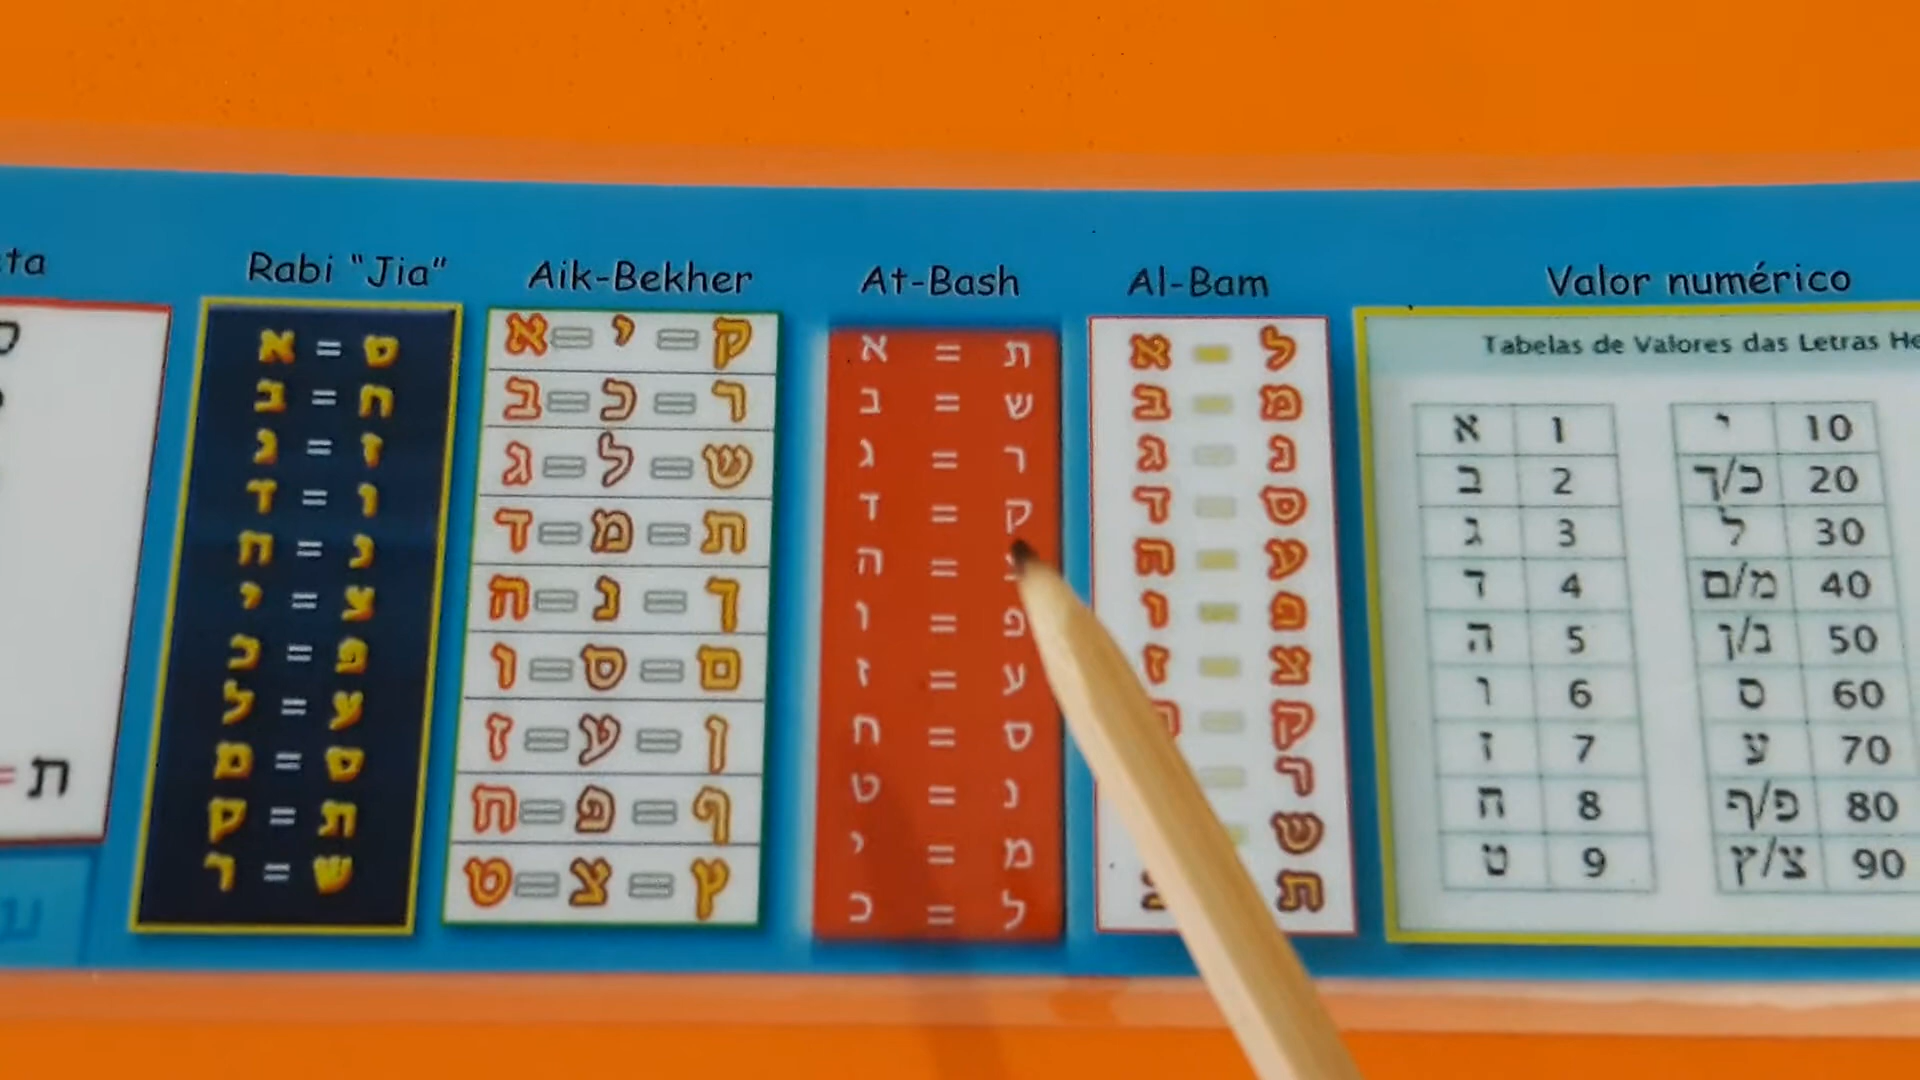 ta
Rabi "Jia"
Aik-Bekher
At-Bash
Al-Bam
Valor numérico
= ת
א = ס
ב = ח
ג = ז
ד = ו
ח = נ
י = צ
כ = פ
ל = ע
מ = ס
ק = ת
ר = ש
א = י = ק
ב = כ = ר
ג = ל = ש
ד = מ = ת
ה = נ = ך
ו = ס = ם
ז = ע = ן
ח = פ = ף
ט = צ = ץ
א = ת
ב = ש
ג = ר
ד = ק
ה =
ו = פ
ז = ע
ח = ס
ט = נ
י = מ
כ = ל
א = ל
ב = מ
ג = נ
ד = ס
ה = ע
ו = פ
ז = צ
= ק
= ר
= ש
ת
Tabelas de Valores das Letras He
א 1
ב 2
ג 3
ד 4
ה 5
ו 6
ז 7
ח 8
ט 9
י 10
כ/ך 20
ל 30
מ/ם 40
נ/ן 50
ס 60
ע 70
פ/ף 80
צ/ץ 90